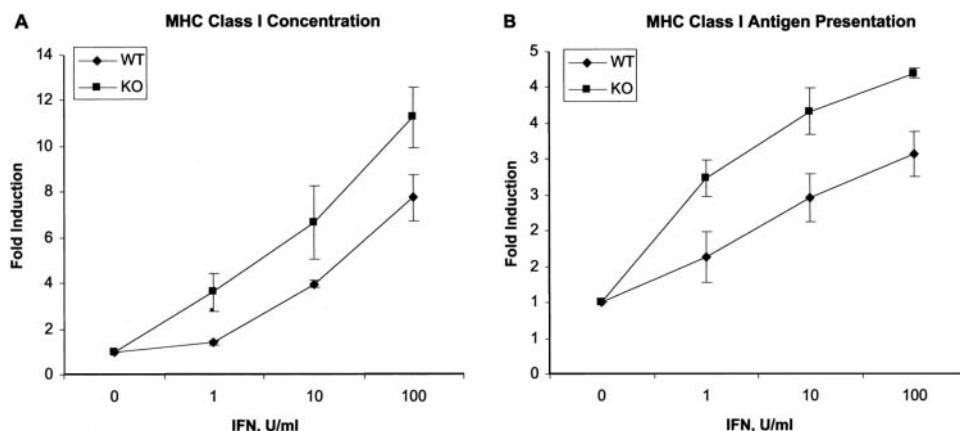 A
MHC Class I Concentration
WT
KO
14
12
10
8
6
4
2
0
Fold Induction
0 1 10 100
IFN, U/ml
B
MHC Class I Antigen Presentation
WT
KO
5
4
4
3
3
2
2
1
1
0
Fold Induction
0 1 10 100
IFN, U/ml